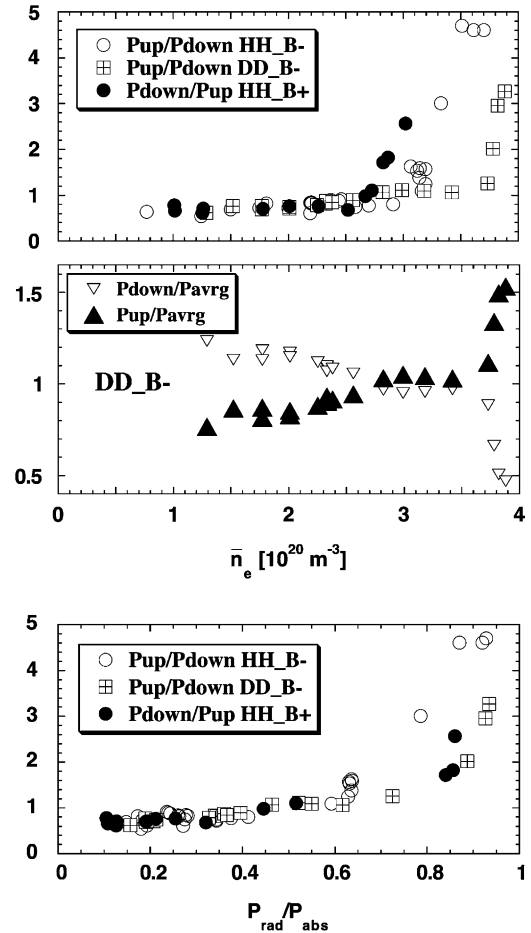 5
Pup/Pdown HH_B-
4
Pup/Pdown DD_B-
Pdown/Pup HH_B+
3
2
1
0
1.5
Pdown/Pavrg
Pup/Pavrg
DD_B-
1
0.5
0 1 2 3 4
n̅e [10²⁰ m⁻³]
5
Pup/Pdown HH_B-
4
Pup/Pdown DD_B-
Pdown/Pup HH_B+
3
2
1
0
0 0.2 0.4 0.6 0.8 1
Prad/Pabs